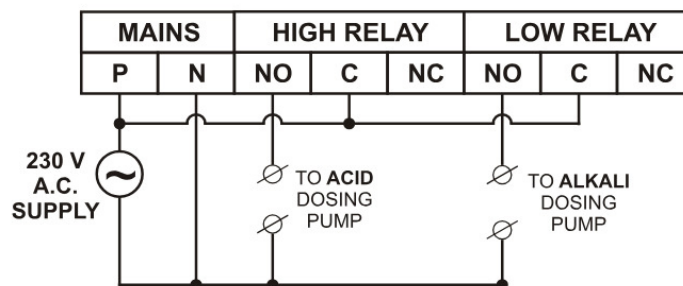 MAINS HIGH RELAY LOW RELAY
P N NO C NC NO C NC
230 V
A.C.
SUPPLY
~
TO ACID
DOSING
PUMP
TO ALKALI
DOSING
PUMP